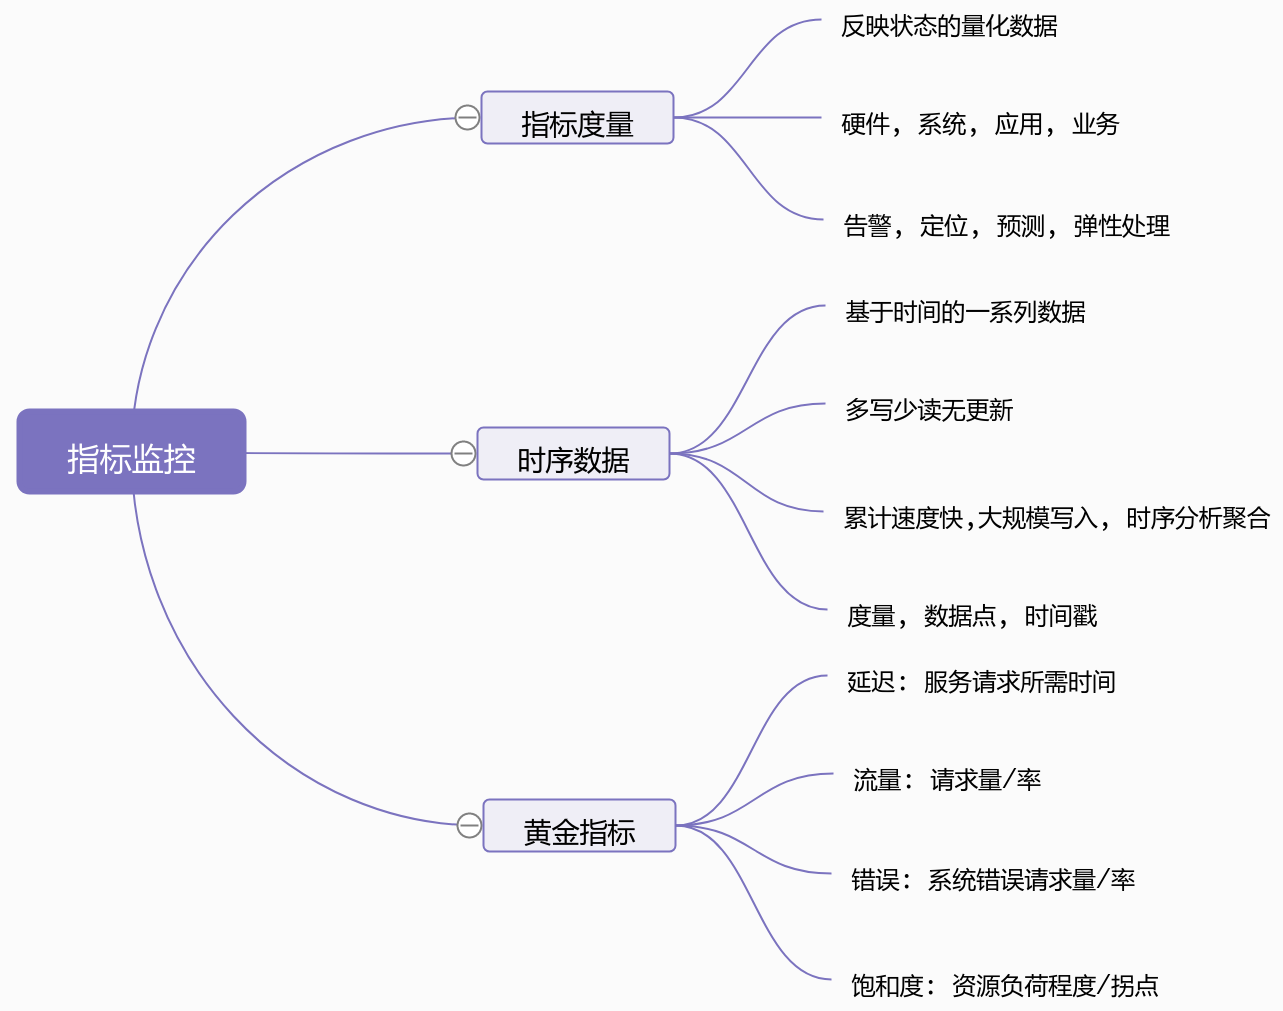 指标监控
指标度量
反映状态的量化数据
硬件, 系统, 应用, 业务
告警, 定位, 预测, 弹性处理
时序数据
基于时间的一系列数据
多写少读无更新
累计速度快,大规模写入, 时序分析聚合
度量, 数据点, 时间戳
黄金指标
延迟: 服务请求所需时间
流量: 请求量/率
错误: 系统错误请求量/率
饱和度: 资源负荷程度/拐点